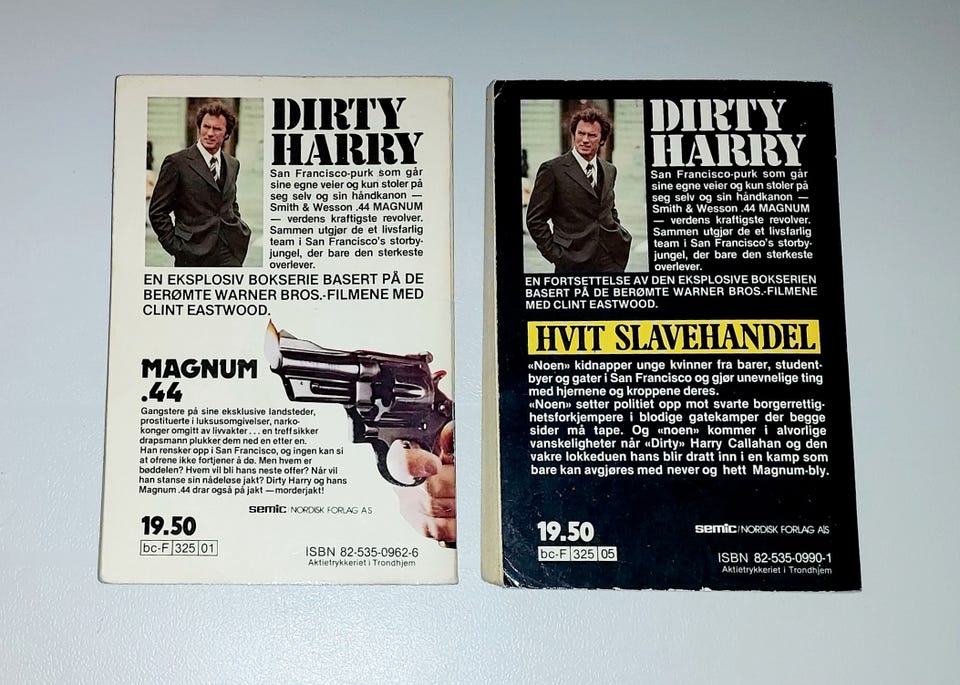 DIRTY
HARRY
San Francisco-purk som går
sine egne veier og kun stoler på
seg selv og sin håndkanon —
Smith & Wesson .44 MAGNUM
— verdens kraftigste revolver.
Sammen utgjør de et livsfarlig
team i San Francisco's storby-
jungel, der bare den sterkeste
overlever.
EN EKSPLOSIV BOKSERIE BASERT PÅ DE
BERØMTE WARNER BROS.-FILMENE MED
CLINT EASTWOOD.
MAGNUM
.44
Gangstere på sine eksklusive landsteder,
prostituerte i luksusomgivelser, narko-
konger omgitt av livvakter . . . en treffsikker
drapsmann plukker dem ned en etter en.
Han rensker opp i San Francisco, og ingen kan si
at ofrene ikke fortjener å dø. Men hvem er
bøddelen? Hvem vil bli hans neste offer? Når vil
han stanse sin nådeløse jakt? Dirty Harry og hans
Magnum .44 drar også på jakt — morderjakt!
semic / NORDISK FORLAG A S
19.50
bc-F 325 01
ISBN 82-535-0962-6
Aktietrykkeriet i Trondhjem
DIRTY
HARRY
San Francisco-purk som går
sine egne veier og kun stoler på
seg selv og sin håndkanon —
Smith & Wesson .44 MAGNUM
— verdens kraftigste revolver.
Sammen utgjør de et livsfarlig
team i San Francisco's storby-
jungel, der bare den sterkeste
overlever.
EN FORTSETTELSE AV DEN EKSPLOSIVE BOKSERIEN
BASERT PÅ DE BERØMTE WARNER BROS.-FILMENE
MED CLINT EASTWOOD.
HVIT SLAVEHANDEL
«Noen» kidnapper unge kvinner fra barer, student-
byer og gater i San Francisco og gjør unevnelige ting
med hjernene og kroppene deres.
«Noen» setter politiet opp mot svarte borgerrettig-
hetsforkjempere i blodige gatekamper der begge
sider må tape. Og «noen» kommer i alvorlige
vanskeligheter når «Dirty» Harry Callahan og den
vakre lokkeduen hans blir dratt inn i en kamp som
bare kan avgjøres med never og hett Magnum-bly.
19.50
semic / NORDISK FORLAG A/S
bc-F 325 05
ISBN 82-535-0990-1
Aktietrykkeriet i Trondhjem